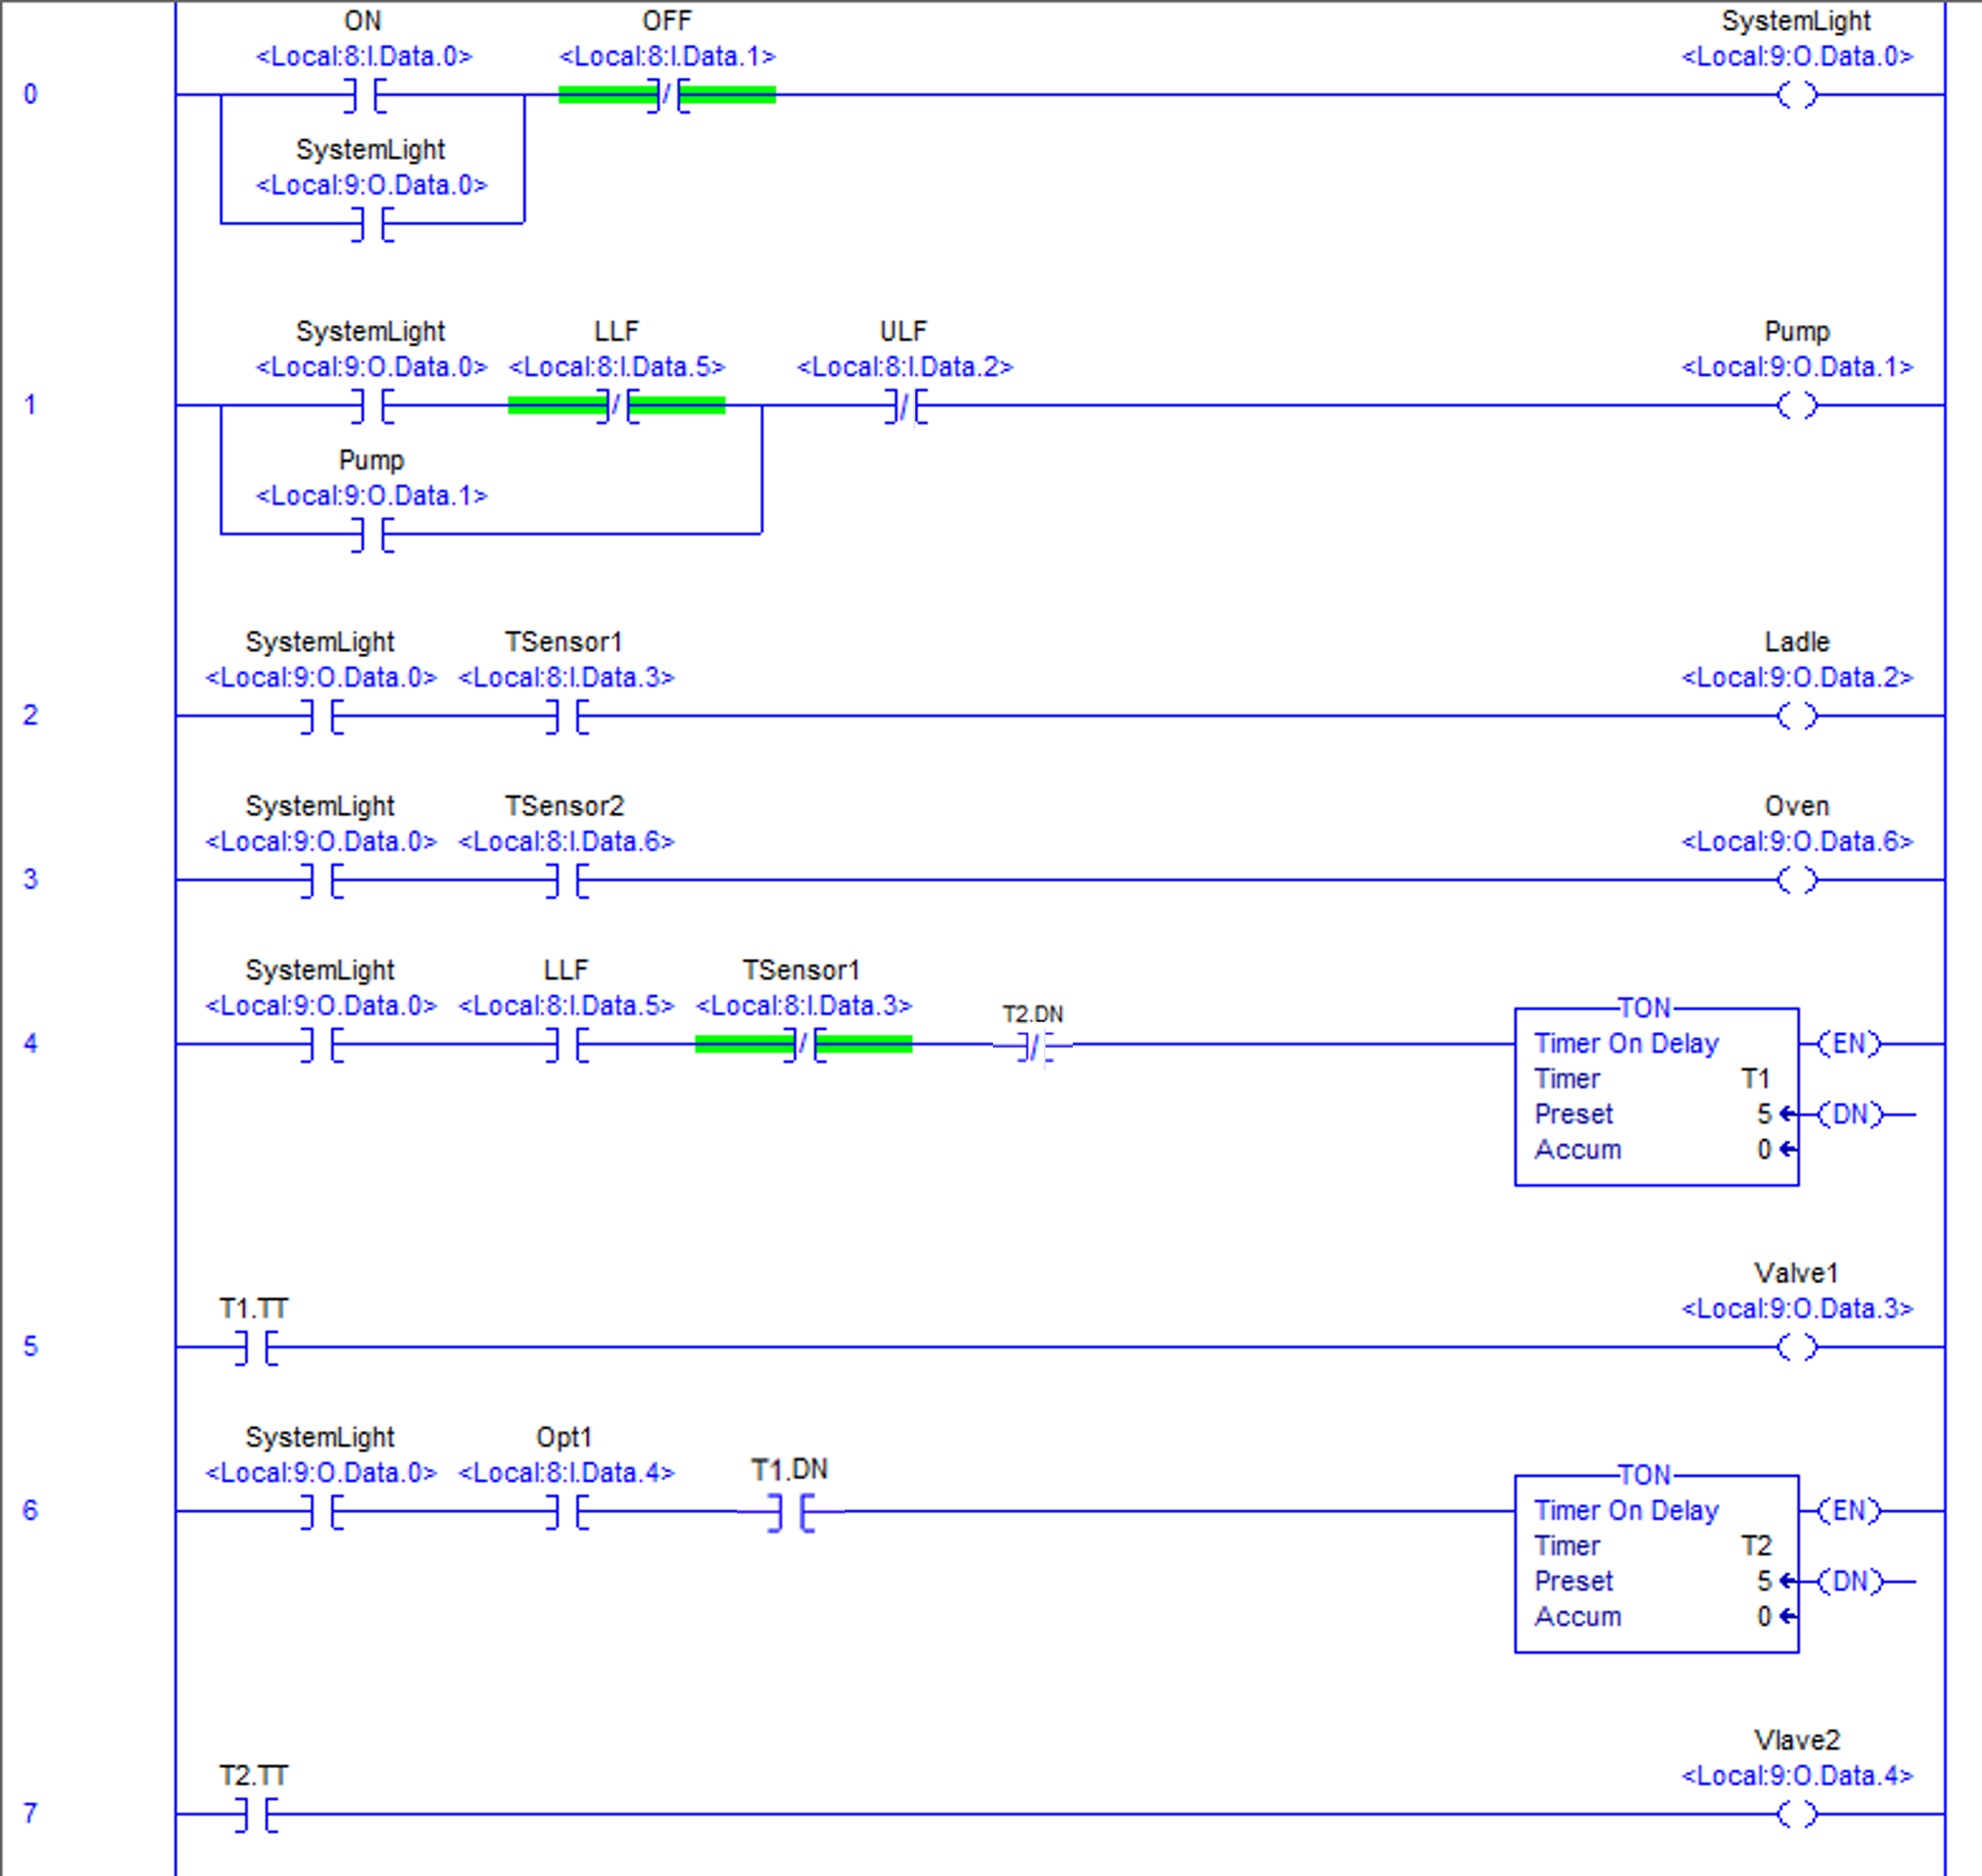 ON OFF SystemLight
<Local:8:I.Data.0> <Local:8:I.Data.1> <Local:9:O.Data.0>
0
SystemLight
<Local:9:O.Data.0>
SystemLight LLF ULF Pump
<Local:9:O.Data.0> <Local:8:I.Data.5> <Local:8:I.Data.2> <Local:9:O.Data.1>
1
Pump
<Local:9:O.Data.1>
SystemLight TSensor1 Ladle
<Local:9:O.Data.0> <Local:8:I.Data.3> <Local:9:O.Data.2>
2
SystemLight TSensor2 Oven
<Local:9:O.Data.0> <Local:8:I.Data.6> <Local:9:O.Data.6>
3
SystemLight LLF TSensor1
<Local:9:O.Data.0> <Local:8:I.Data.5> <Local:8:I.Data.3> T2.DN TON
4 Timer On Delay EN
Timer T1
Preset 5 DN
Accum 0
Valve1
T1.TT <Local:9:O.Data.3>
5
SystemLight Opt1
<Local:9:O.Data.0> <Local:8:I.Data.4> T1.DN TON
6 Timer On Delay EN
Timer T2
Preset 5 DN
Accum 0
Vlave2
T2.TT <Local:9:O.Data.4>
7